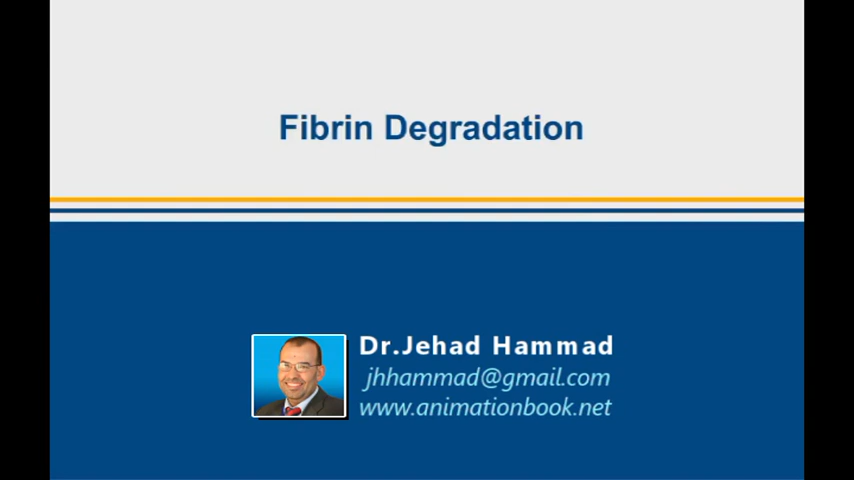 Fibrin Degradation
Dr.Jehad Hammad
jhhammad@gmail.com
www.animationbook.net